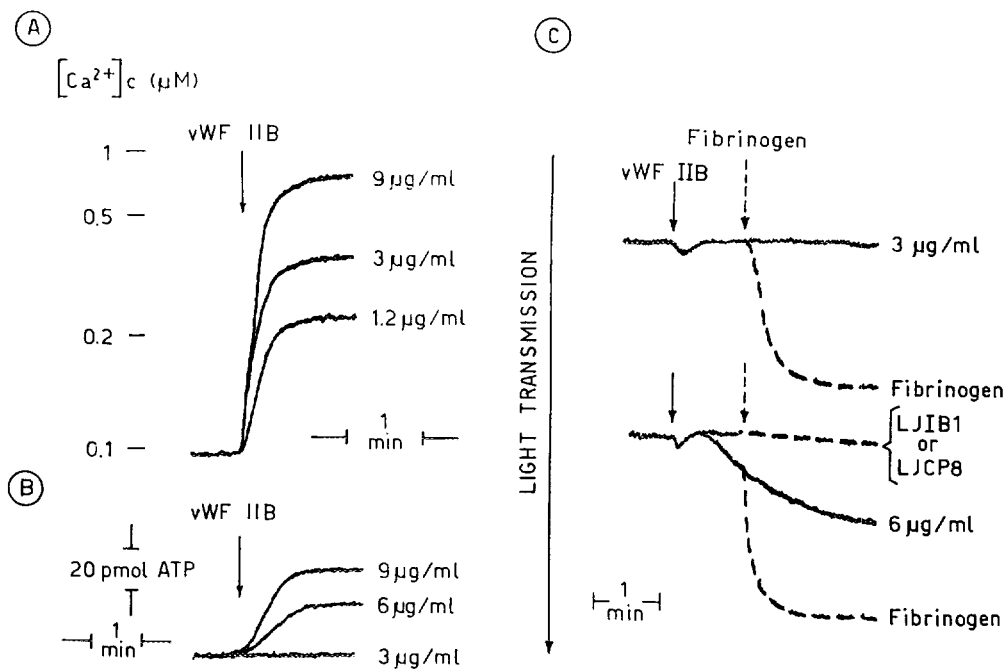 A
[Ca²⁺]c (µM)
vWF IIB
1
0.5
0.2
0.1
9 µg/ml
3 µg/ml
1.2 µg/ml
1
min
B
vWF IIB
20 pmol ATP
1
min
9 µg/ml
6 µg/ml
3 µg/ml
C
LIGHT TRANSMISSION
Fibrinogen
vWF IIB
3 µg/ml
Fibrinogen
LJIB1
or
LJCP8
6 µg/ml
1
min
Fibrinogen